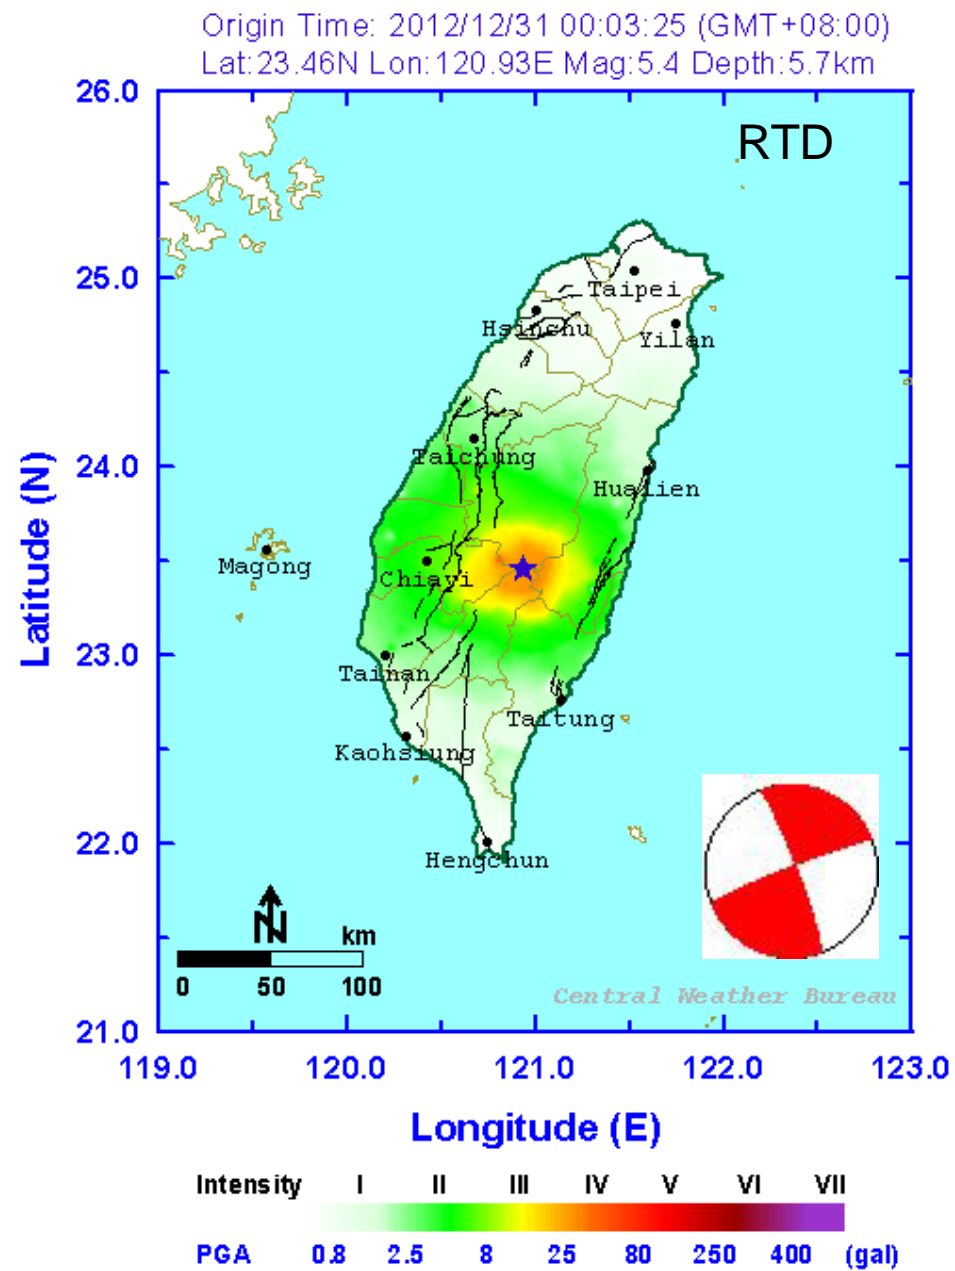 Origin Time: 2012/12/31 00:03:25 (GMT+08:00)
Lat:23.46N Lon:120.93E Mag:5.4 Depth:5.7km
26.0
RTD
25.0
Taipei
Hsinchu
Yilan
24.0
Taichung
Hualien
Magong
Chiayi
23.0
Tainan
Taitung
Kaohsiung
22.0
Hengchun
N
km
0 50 100
Central Weather Bureau
21.0
119.0 120.0 121.0 122.0 123.0
Latitude (N)
Longitude (E)
Intensity I II III IV V VI VII
PGA 0.8 2.5 8 25 80 250 400 (gal)